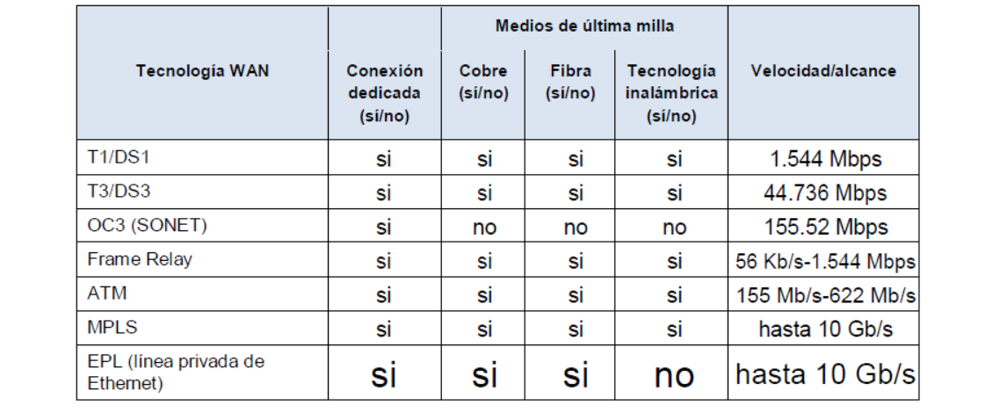 Medios de última milla
Tecnología WAN Conexión dedicada (sí/no) Cobre (sí/no) Fibra (sí/no) Tecnología inalámbrica (sí/no) Velocidad/alcance
T1/DS1 si si si si 1.544 Mbps
T3/DS3 si si si si 44.736 Mbps
OC3 (SONET) si no no no 155.52 Mbps
Frame Relay si si si si 56 Kb/s-1.544 Mbps
ATM si si si si 155 Mb/s-622 Mb/s
MPLS si si si si hasta 10 Gb/s
EPL (línea privada de Ethernet) si si si no hasta 10 Gb/s